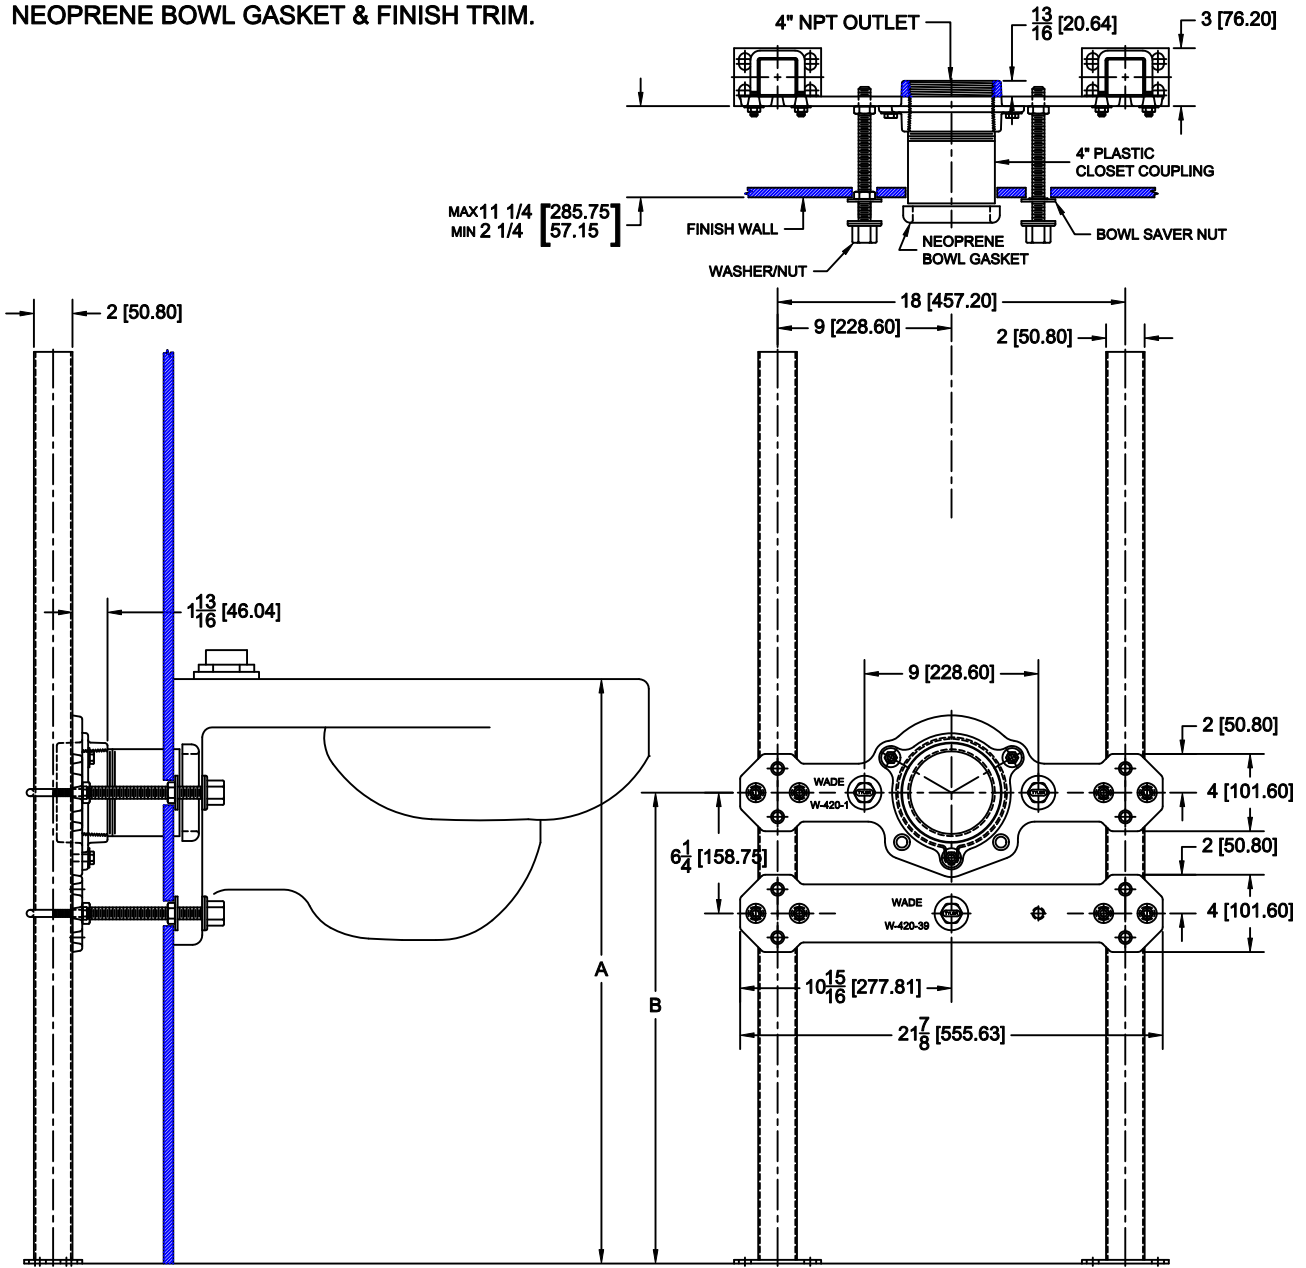 NEOPRENE BOWL GASKET & FINISH TRIM.
4" NPT OUTLET
13/16 [20.64]
3 [76.20]
4" PLASTIC
CLOSET COUPLING
MAX 11 1/4 [285.75]
MIN 2 1/4 [57.15]
FINISH WALL
NEOPRENE
BOWL GASKET
BOWL SAVER NUT
WASHER/NUT
2 [50.80]
18 [457.20]
9 [228.60]
2 [50.80]
1 13/16 [46.04]
9 [228.60]
2 [50.80]
WADE
W-420-1
4 [101.60]
6 1/4 [158.75]
2 [50.80]
WADE
W-420-39
4 [101.60]
A
B
10 15/16 [277.81]
21 7/8 [555.63]